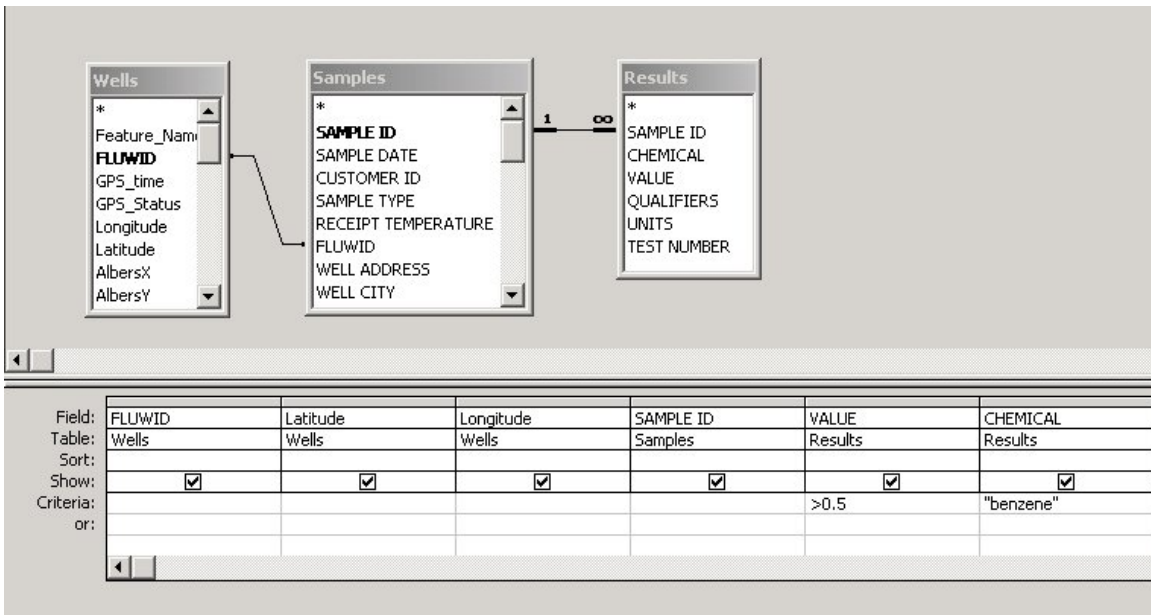 Wells
*
Feature_Nam
FLUWID
GPS_time
GPS_Status
Longitude
Latitude
AlbersX
AlbersY
Samples
*
SAMPLE ID
SAMPLE DATE
CUSTOMER ID
SAMPLE TYPE
RECEIPT TEMPERATURE
FLUWID
WELL ADDRESS
WELL CITY
1 ∞
Results
*
SAMPLE ID
CHEMICAL
VALUE
QUALIFIERS
UNITS
TEST NUMBER
Field: FLUWID Latitude Longitude SAMPLE ID VALUE CHEMICAL
Table: Wells Wells Wells Samples Results Results
Sort:
Show:
Criteria: >0.5 "benzene"
or: